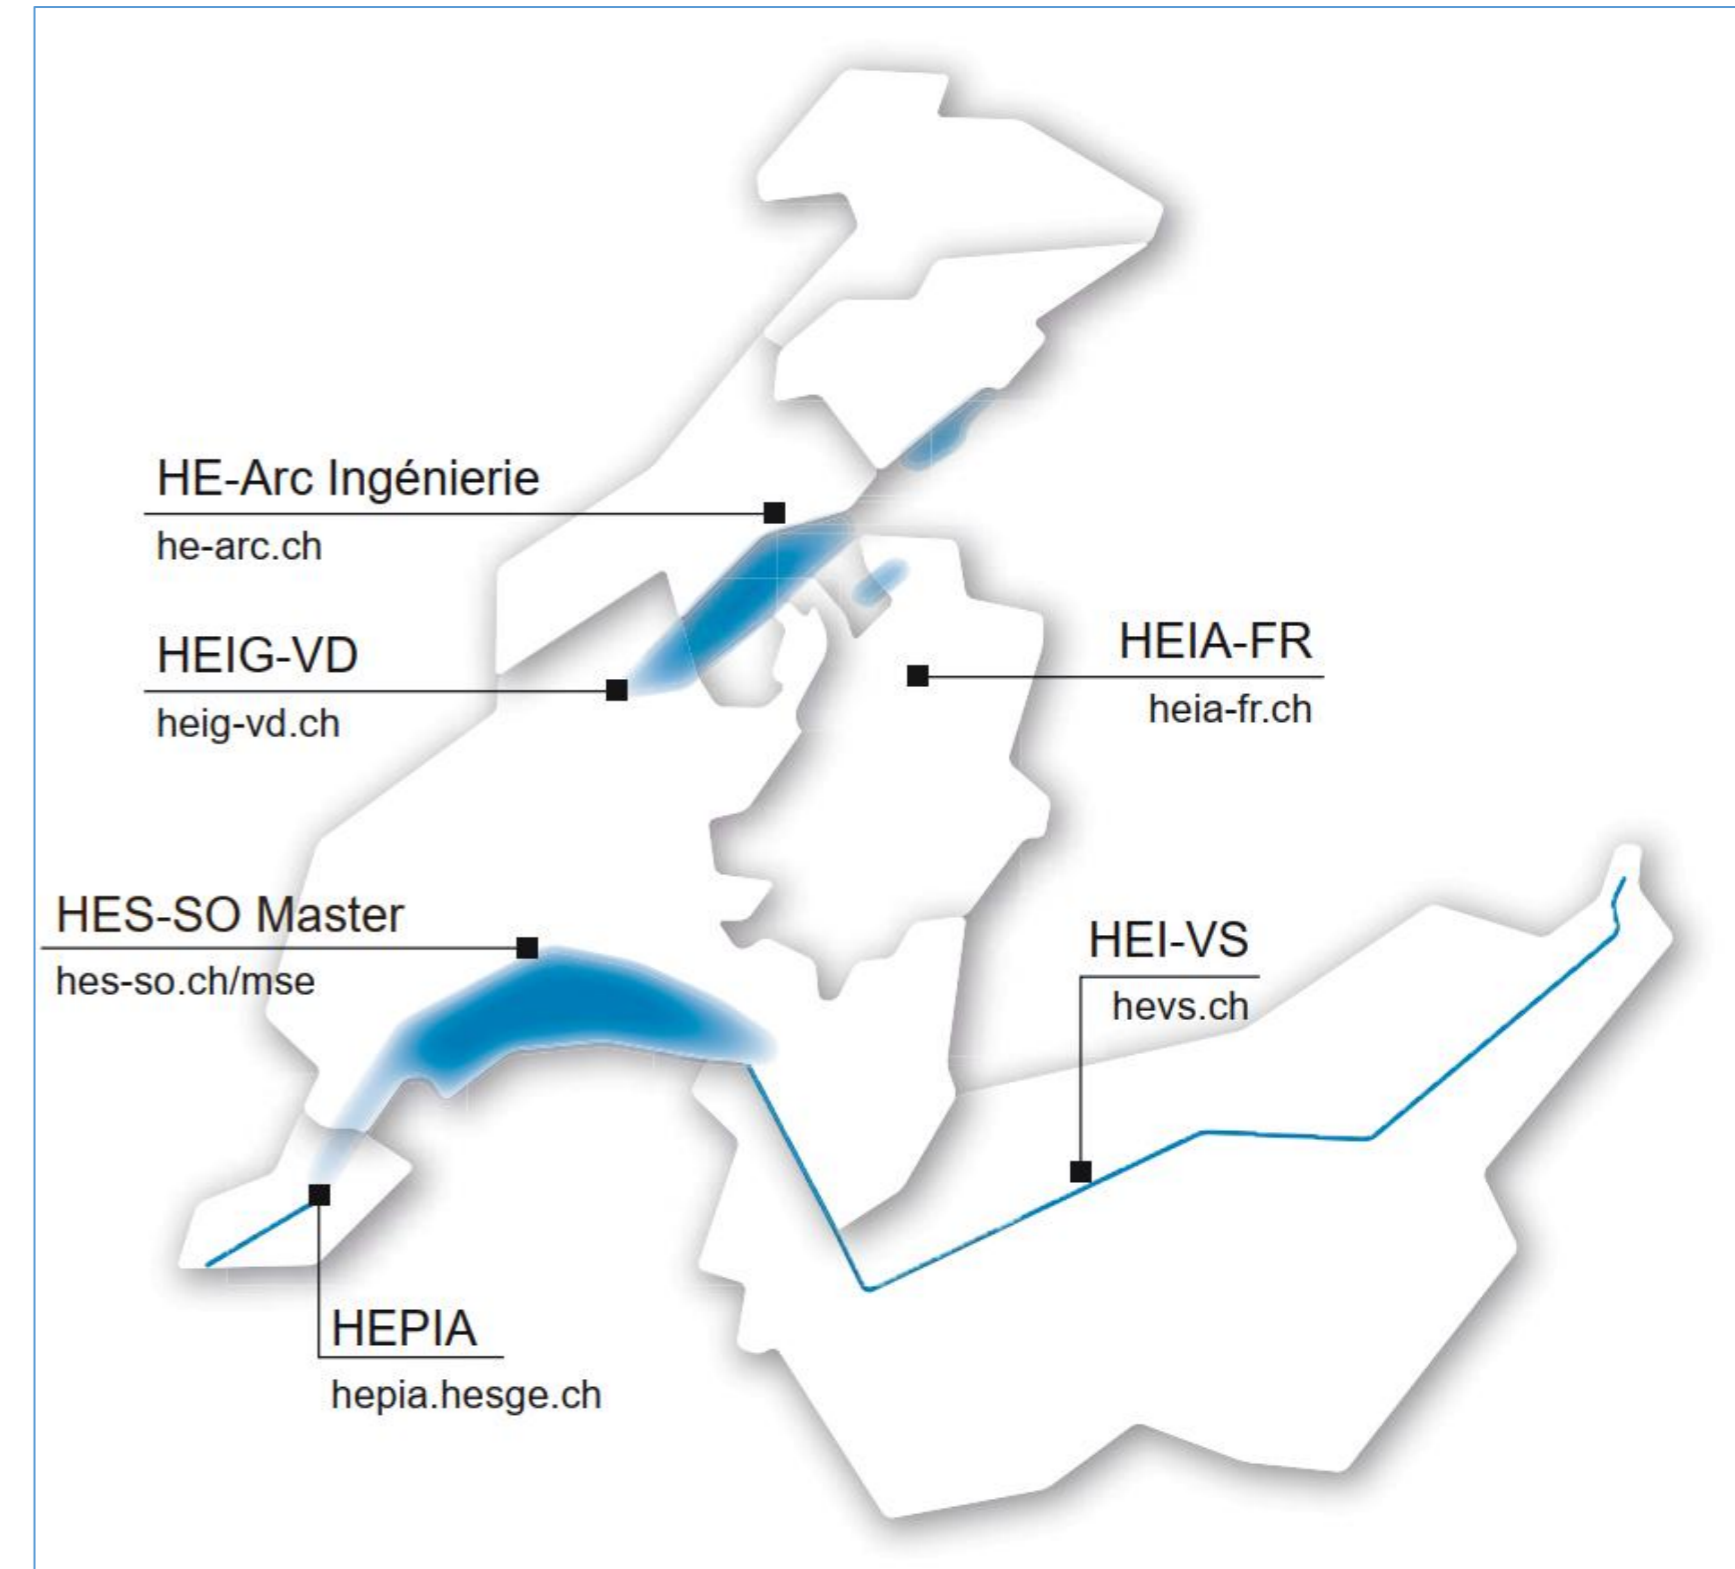 HE-Arc Ingénierie
he-arc.ch
HEIG-VD
heig-vd.ch
HEIA-FR
heia-fr.ch
HES-SO Master
hes-so.ch/mse
HEI-VS
hevs.ch
HEPIA
hepia.hesge.ch